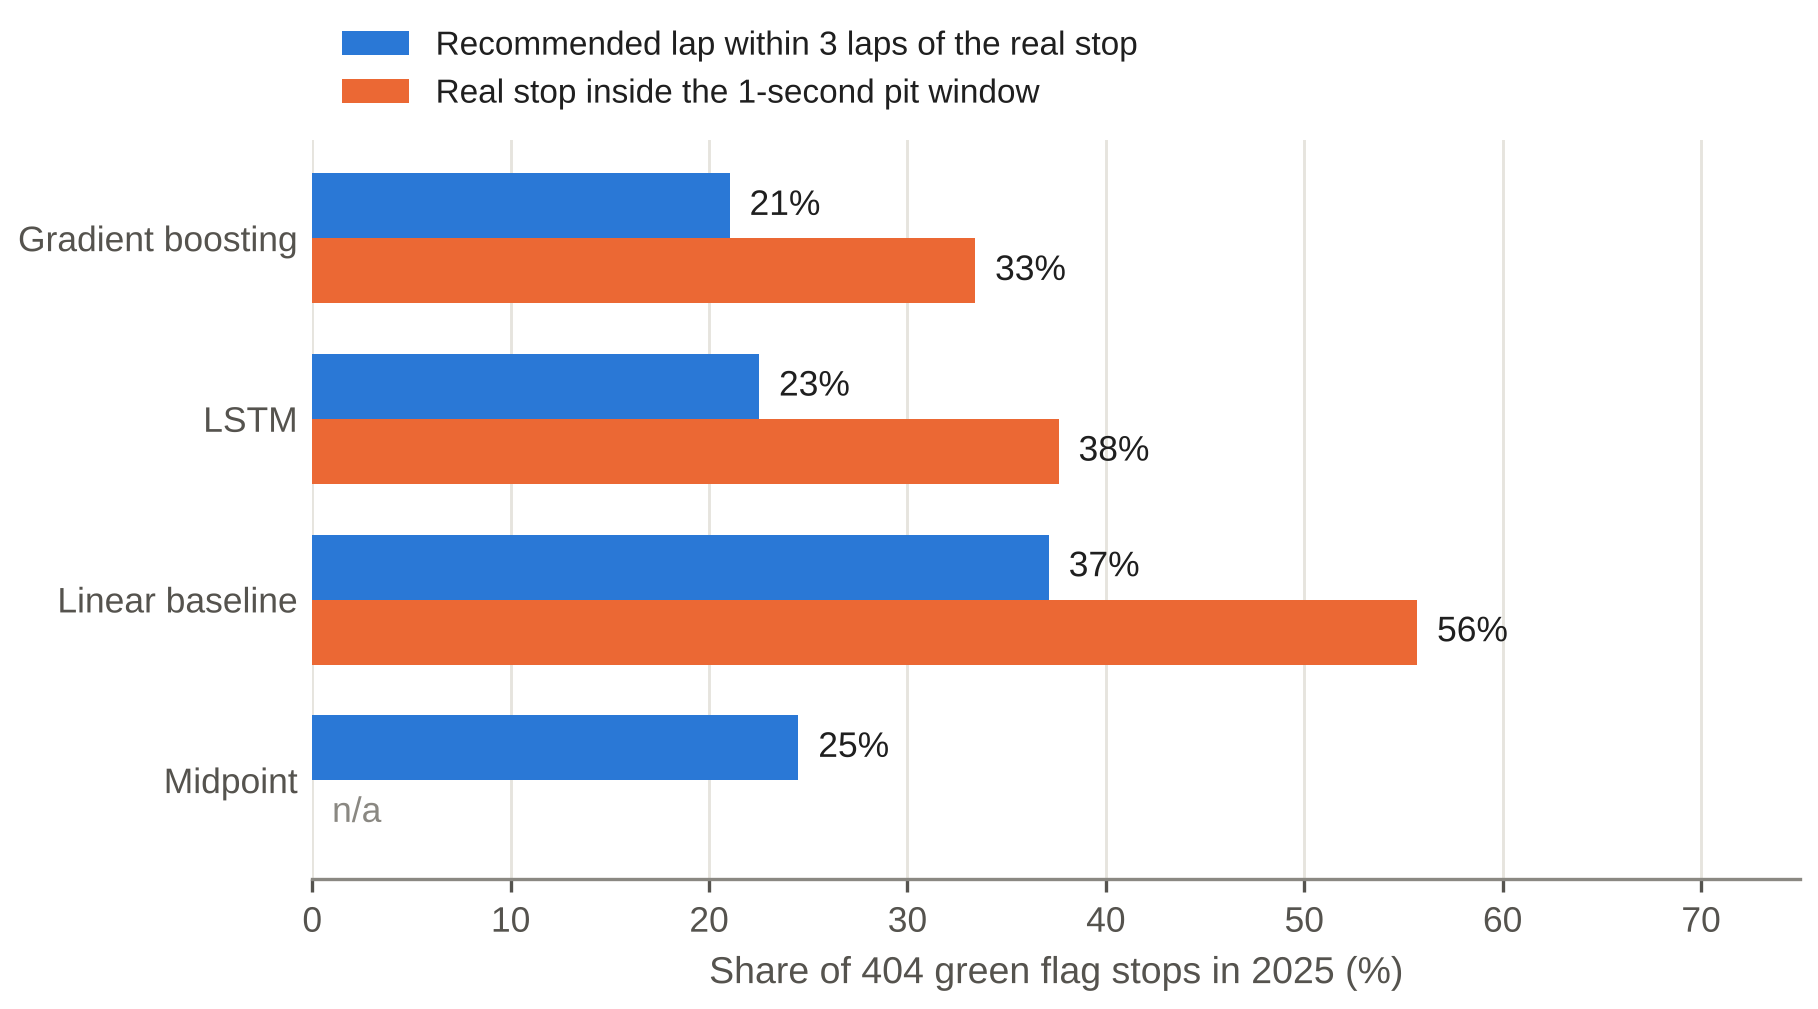 Recommended lap within 3 laps of the real stop
Real stop inside the 1-second pit window
Gradient boosting
21%
33%
LSTM
23%
38%
Linear baseline
37%
56%
Midpoint
25%
n/a
0 10 20 30 40 50 60 70
Share of 404 green flag stops in 2025 (%)